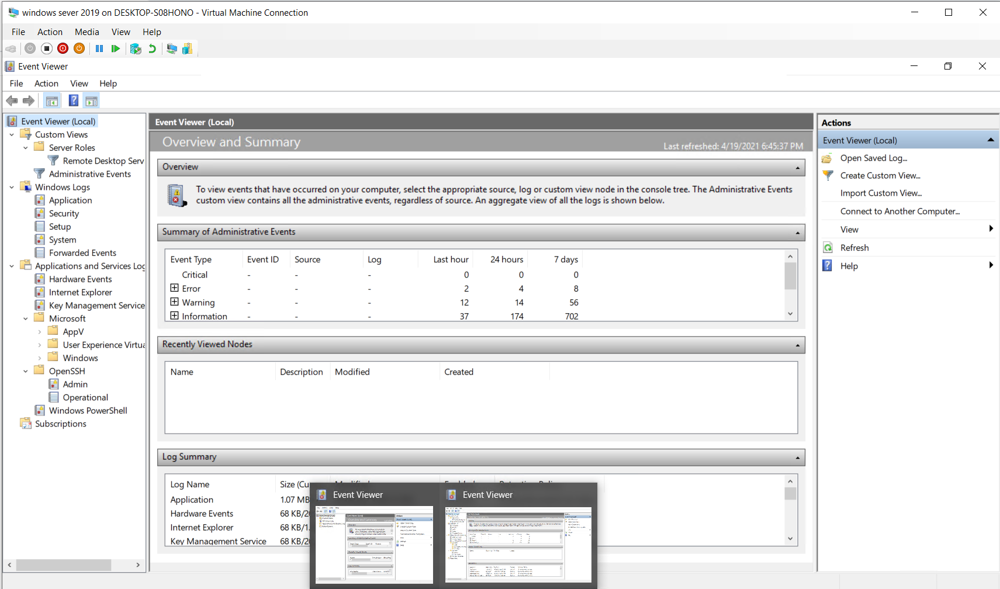 windows sever 2019 on DESKTOP-S08HONO - Virtual Machine Connection
File Action Media View Help
Event Viewer
File Action View Help
Event Viewer (Local)
Custom Views
Server Roles
Remote Desktop Serv
Administrative Events
Windows Logs
Application
Security
Setup
System
Forwarded Events
Applications and Services Log
Hardware Events
Internet Explorer
Key Management Service
Microsoft
AppV
User Experience Virtua
Windows
OpenSSH
Admin
Operational
Windows PowerShell
Subscriptions
Event Viewer (Local)
Overview and Summary
Last refreshed: 4/19/2021 6:45:37 PM
Overview
To view events that have occurred on your computer, select the appropriate source, log or custom view node in the console tree. The Administrative Events
custom view contains all the administrative events, regardless of source. An aggregate view of all the logs is shown below.
Summary of Administrative Events
Event Type Event ID Source Log Last hour 24 hours 7 days
Critical - - - 0 0 0
Error - - - 2 4 8
Warning - - - 12 14 56
Information - - - 37 174 702
Recently Viewed Nodes
Name Description Modified Created
Log Summary
Log Name Size (Cu
Application 1.07 MB
Hardware Events 68 KB/20
Internet Explorer 68 KB/1.
Key Management Service 68 KB/20
Event Viewer
Event Viewer
Actions
Event Viewer (Local)
Open Saved Log...
Create Custom View...
Import Custom View...
Connect to Another Computer...
View
Refresh
Help